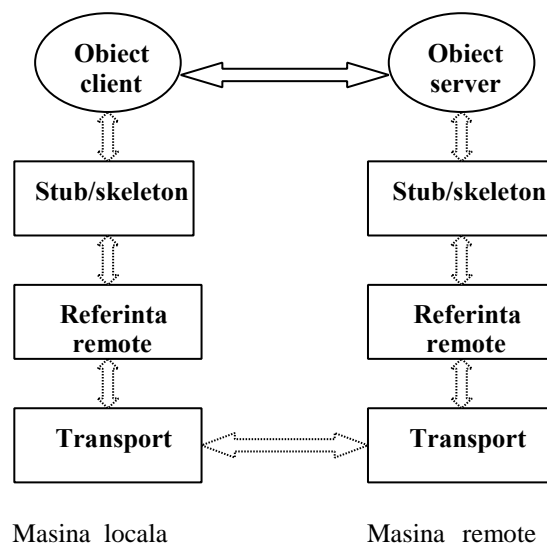 Obiect
client
Obiect
server
Stub/skeleton
Stub/skeleton
Referinta
remote
Referinta
remote
Transport
Transport
Masina locala
Masina remote